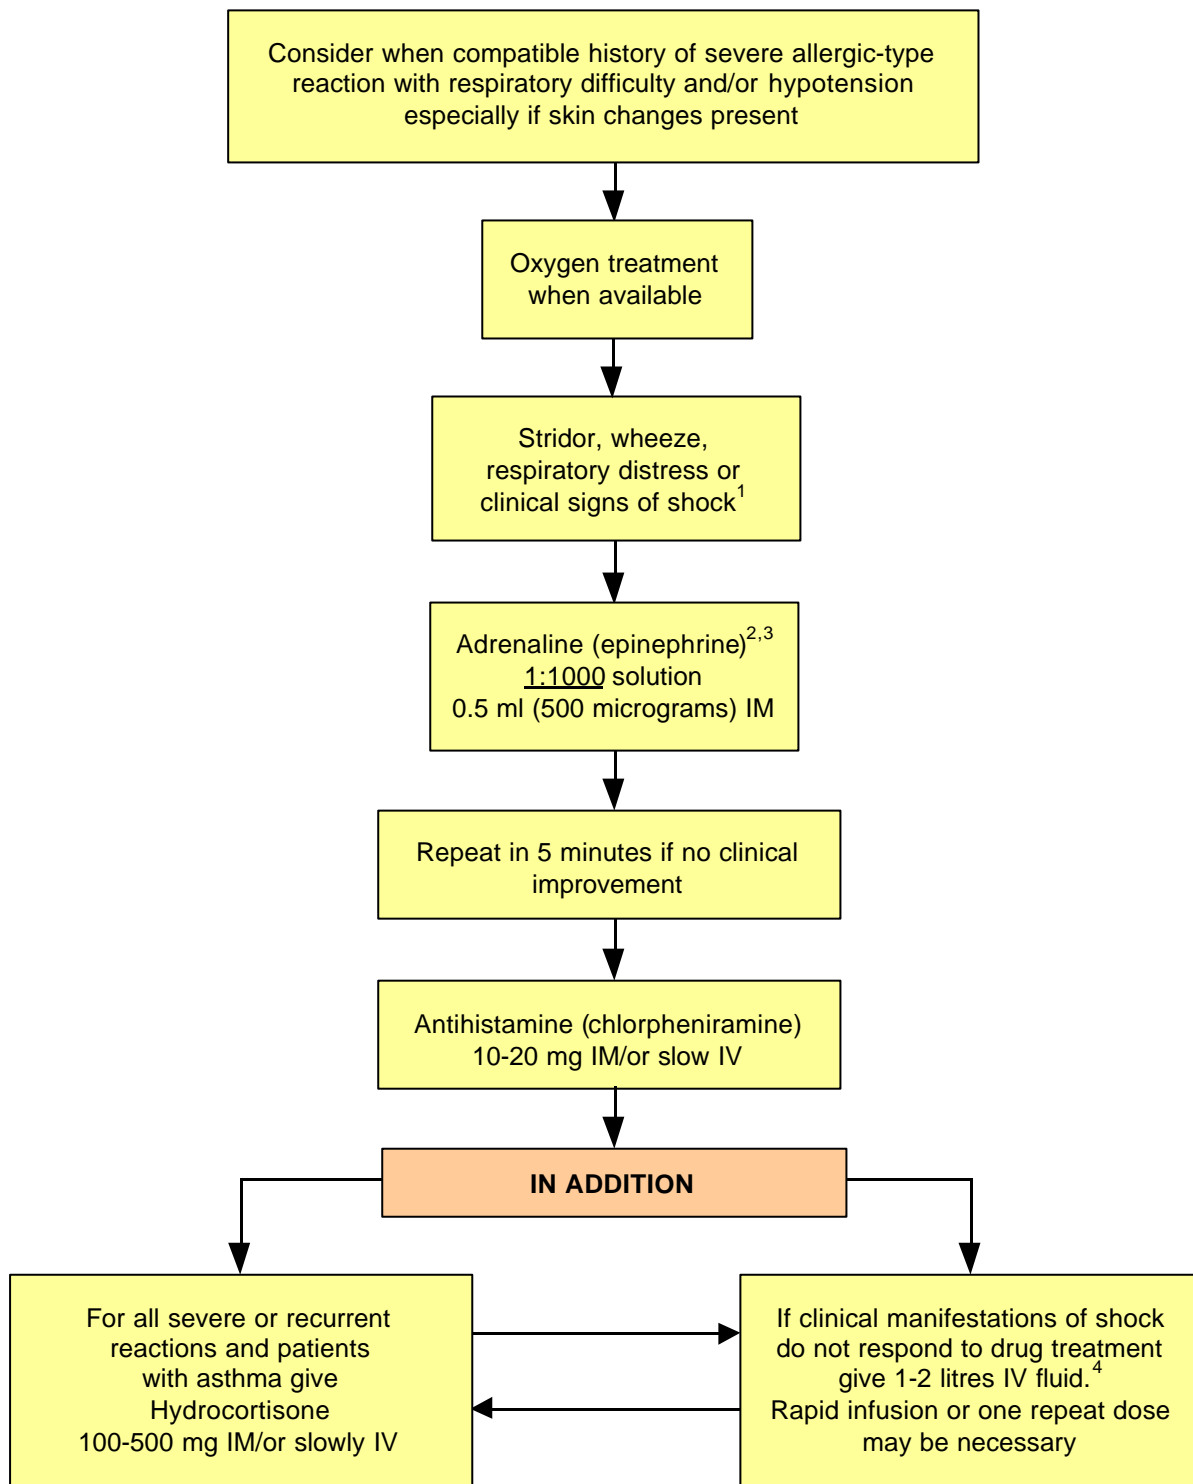 Consider when compatible history of severe allergic-type
reaction with respiratory difficulty and/or hypotension
especially if skin changes present
Oxygen treatment
when available
Stridor, wheeze,
respiratory distress or
clinical signs of shock1
Adrenaline (epinephrine)2,3
1:1000 solution
0.5 ml (500 micrograms) IM
Repeat in 5 minutes if no clinical
improvement
Antihistamine (chlorpheniramine)
10-20 mg IM/or slow IV
IN ADDITION
For all severe or recurrent
reactions and patients
with asthma give
Hydrocortisone
100-500 mg IM/or slowly IV
If clinical manifestations of shock
do not respond to drug treatment
give 1-2 litres IV fluid.4
Rapid infusion or one repeat dose
may be necessary